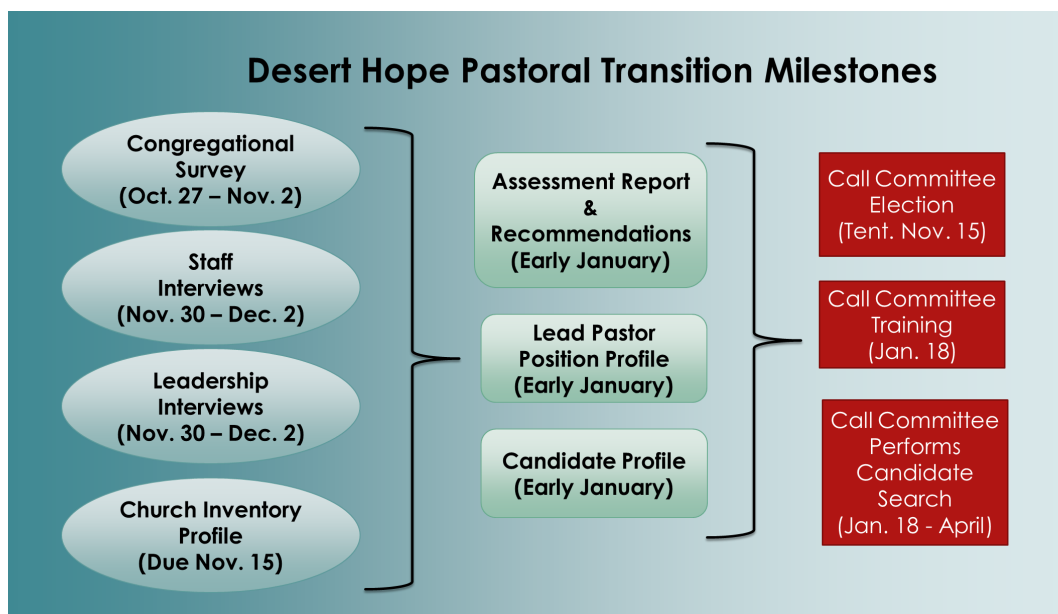 Desert Hope Pastoral Transition Milestones
Congregational
Survey
(Oct. 27 – Nov. 2)
Staff
Interviews
(Nov. 30 – Dec. 2)
Leadership
Interviews
(Nov. 30 – Dec. 2)
Church Inventory
Profile
(Due Nov. 15)
Assessment Report
&
Recommendations
(Early January)
Lead Pastor
Position Profile
(Early January)
Candidate Profile
(Early January)
Call Committee
Election
(Tent. Nov. 15)
Call Committee
Training
(Jan. 18)
Call Committee
Performs
Candidate
Search
(Jan. 18 - April)